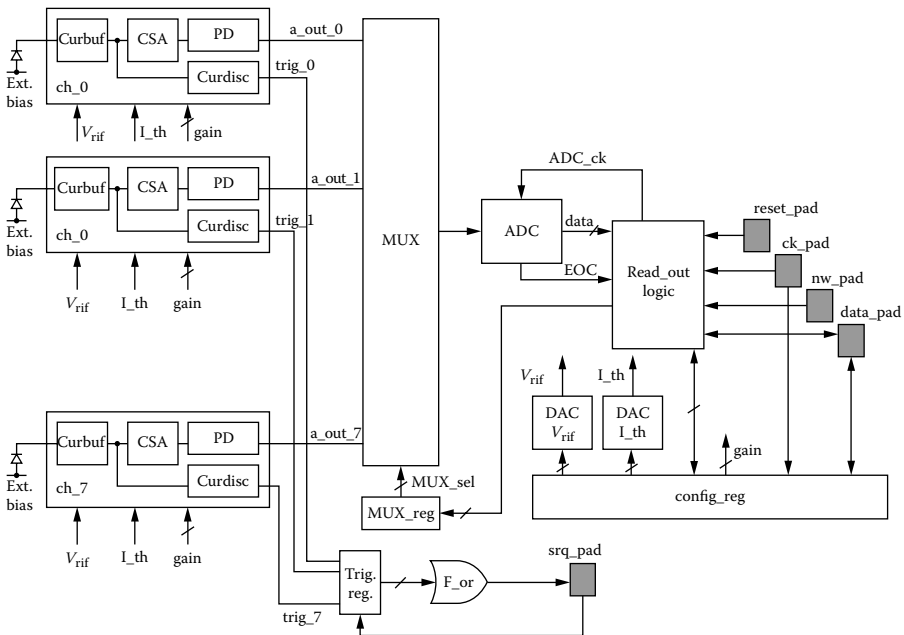 Curbuf
CSA
PD
Curdisc
ch_0
Ext.
bias
a_out_0
trig_0
Vrif
I_th
gain
Curbuf
CSA
PD
Curdisc
ch_0
Ext.
bias
a_out_1
trig_1
Vrif
I_th
gain
Curbuf
CSA
PD
Curdisc
ch_7
Ext.
bias
a_out_7
Vrif
I_th
gain
trig_7
MUX
MUX_sel
MUX_reg
ADC_ck
ADC
data
EOC
Read_out
logic
reset_pad
ck_pad
nw_pad
data_pad
Vrif
I_th
DAC
Vrif
DAC
I_th
gain
config_reg
Trig.
reg.
F_or
srq_pad